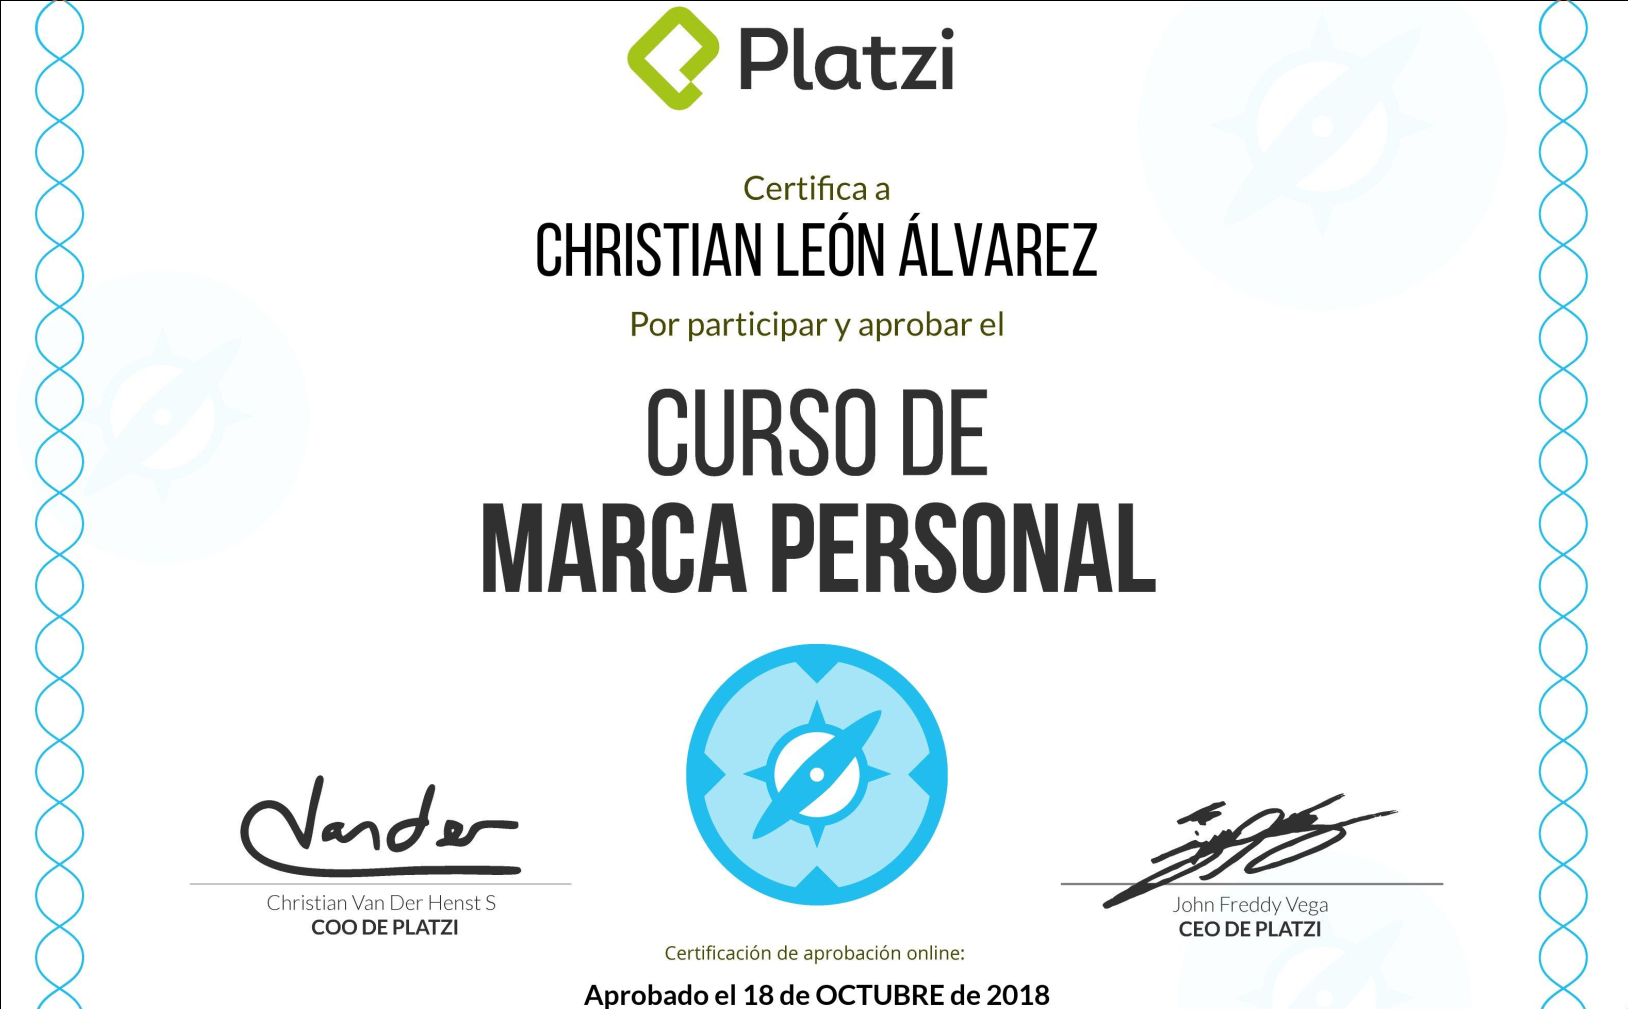 Platzi
Certifica a
CHRISTIAN LEÓN ÁLVAREZ
Por participar y aprobar el
CURSO DE
MARCA PERSONAL
Vander
Christian Van Der Henst S
COO DE PLATZI
John Freddy Vega
CEO DE PLATZI
Certificación de aprobación online:
Aprobado el 18 de OCTUBRE de 2018